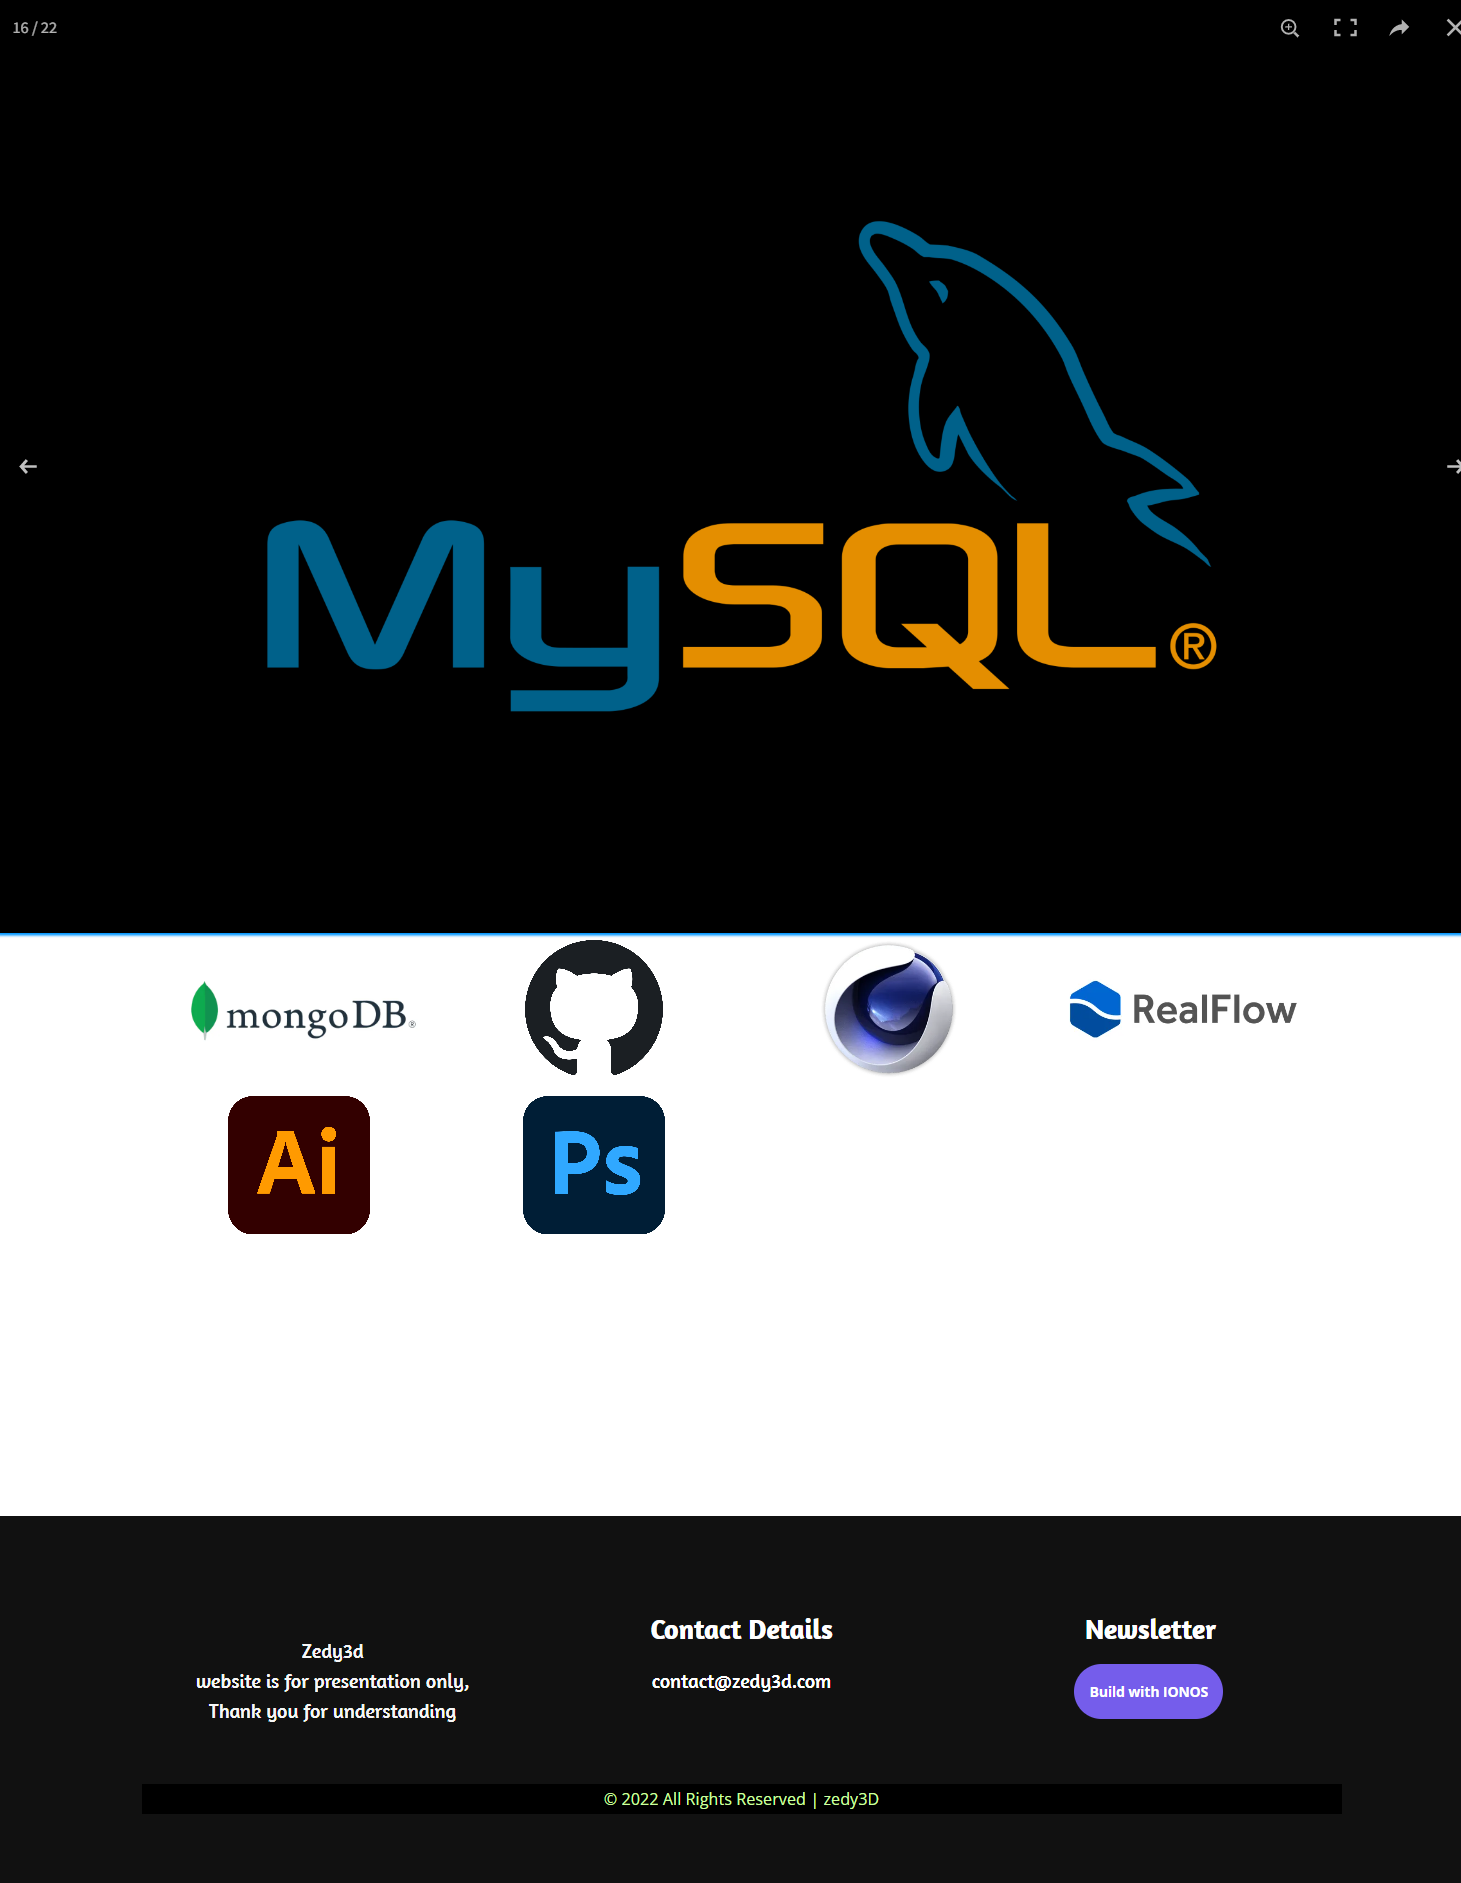 16 / 22
MySQL®
mongoDB®
RealFlow
Ai
Ps
Zedy3d
website is for presentation only,
Thank you for understanding
Contact Details
contact@zedy3d.com
Newsletter
Build with IONOS
© 2022 All Rights Reserved | zedy3D